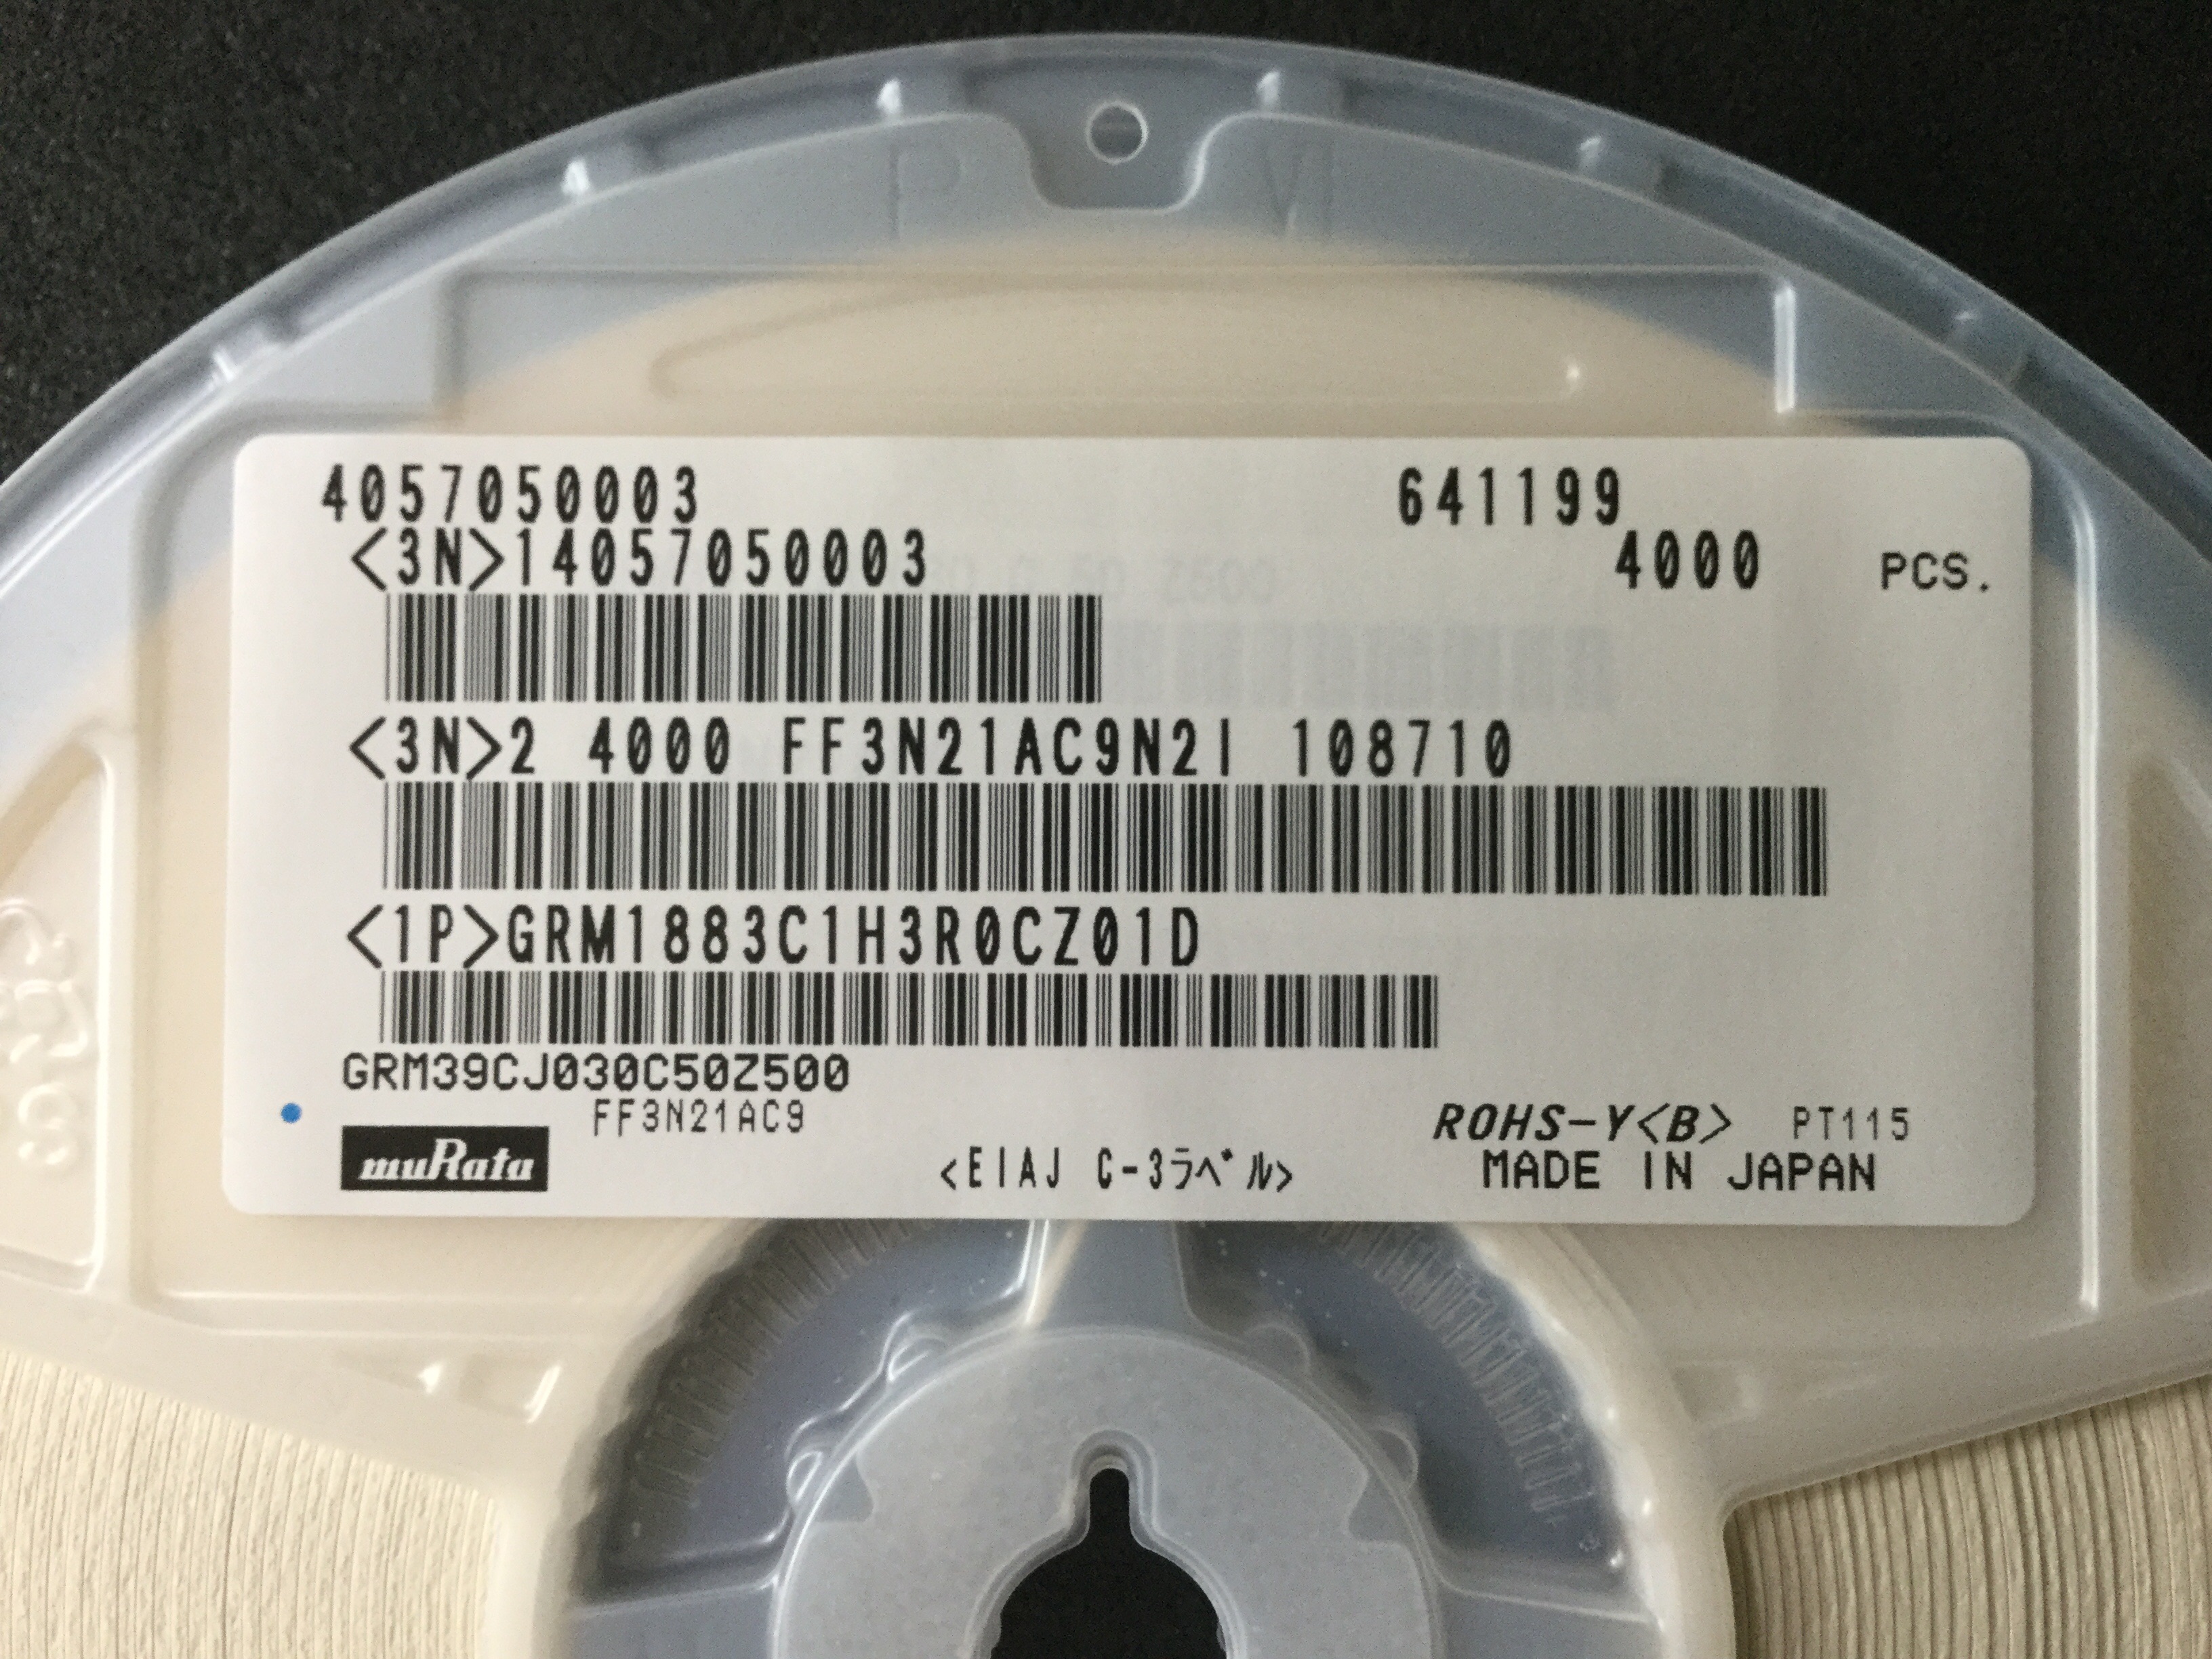 4057050003 641199
<3N>14057050003 4000 PCS.
<3N>2 4000 FF3N21AC9N2I 108710
<1P>GRM1883C1H3R0CZ01D
GRM39CJ030C50Z500
FF3N21AC9 ROHS-Y<B> PT115
muRata <EIAJ C-3ラベル> MADE IN JAPAN